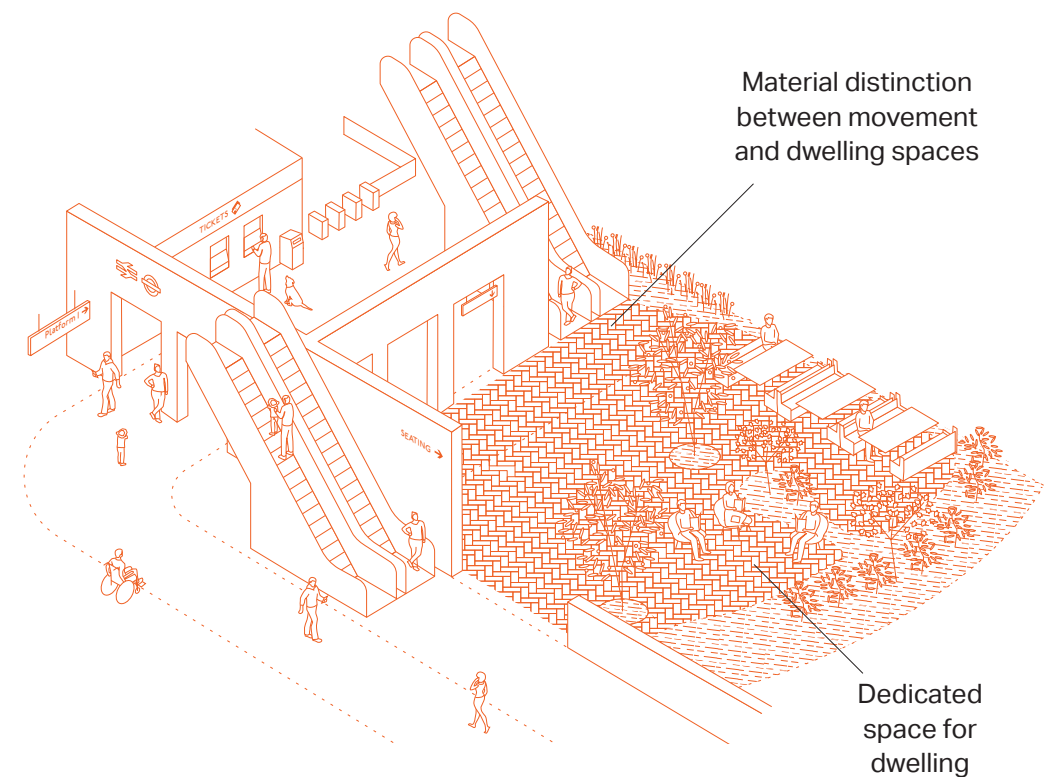 Material distinction
between movement
and dwelling spaces
TICKETS
Platform 1 →
SEATING →
Dedicated
space for
dwelling